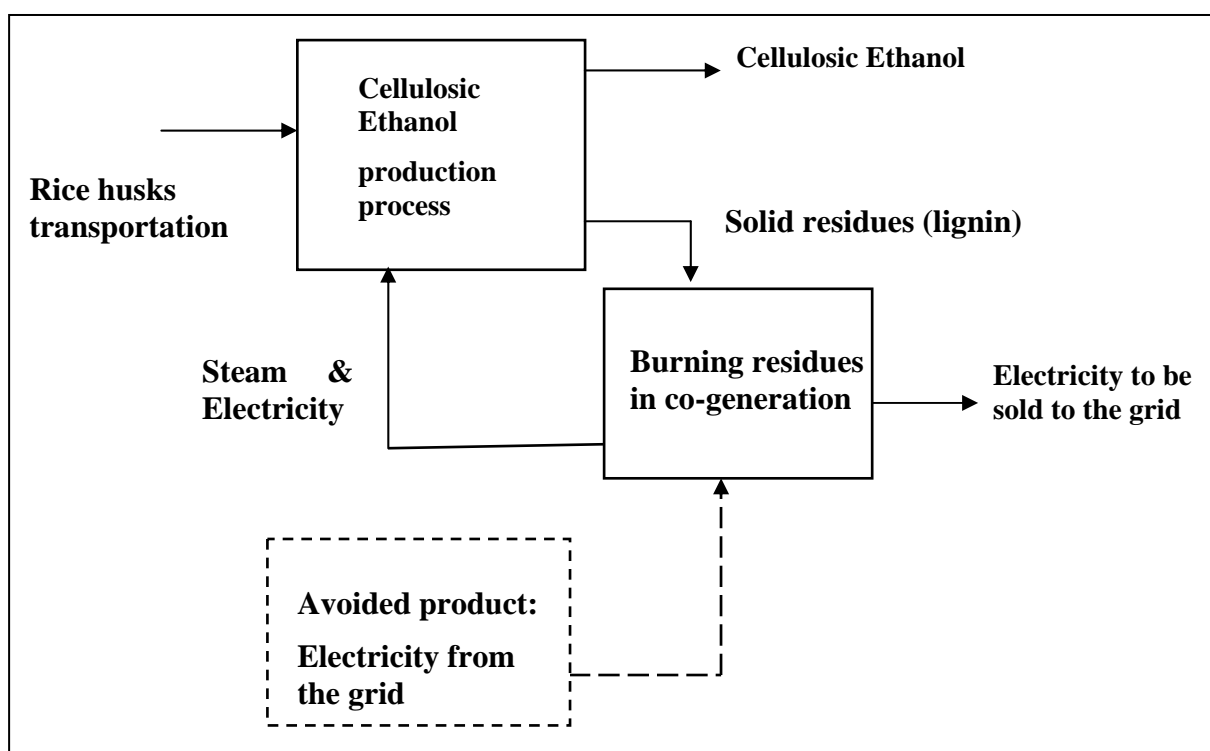 Cellulosic Ethanol
Cellulosic
Ethanol
production
process
Rice husks
transportation
Solid residues (lignin)
Steam &
Electricity
Burning residues
in co-generation
Electricity to be
sold to the grid
Avoided product:
Electricity from
the grid